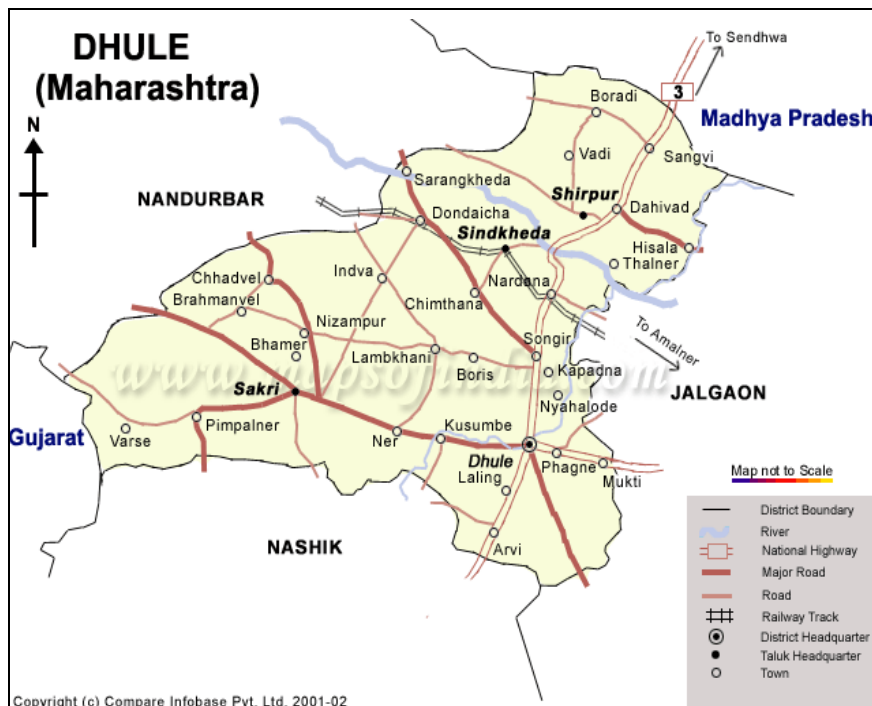 DHULE
(Maharashtra)
To Sendhwa
3
Madhya Pradesh
N
NANDURBAR
Boradi
Vadi
Sangvi
Sarangkheda
Shirpur
Dahivad
Dondaicha
Sindkheda
Hisala
Thalner
Chhadvel
Indva
Nardana
Brahmanvel
Chimthana
Nizampur
To Amalner
Bhamer
Lambkhani
Songir
Boris
Kapadna
www.mapsofindia.com
Sakri
JALGAON
Nyahalode
Gujarat
Varse
Pimpalner
Ner
Kusumbe
Dhule
Phagne
Laling
Mukti
Map not to Scale
NASHIK
Arvi
District Boundary
River
National Highway
Major Road
Road
Railway Track
District Headquarter
Taluk Headquarter
Town
Copyright (c) Compare Infobase Pvt. Ltd. 2001-02